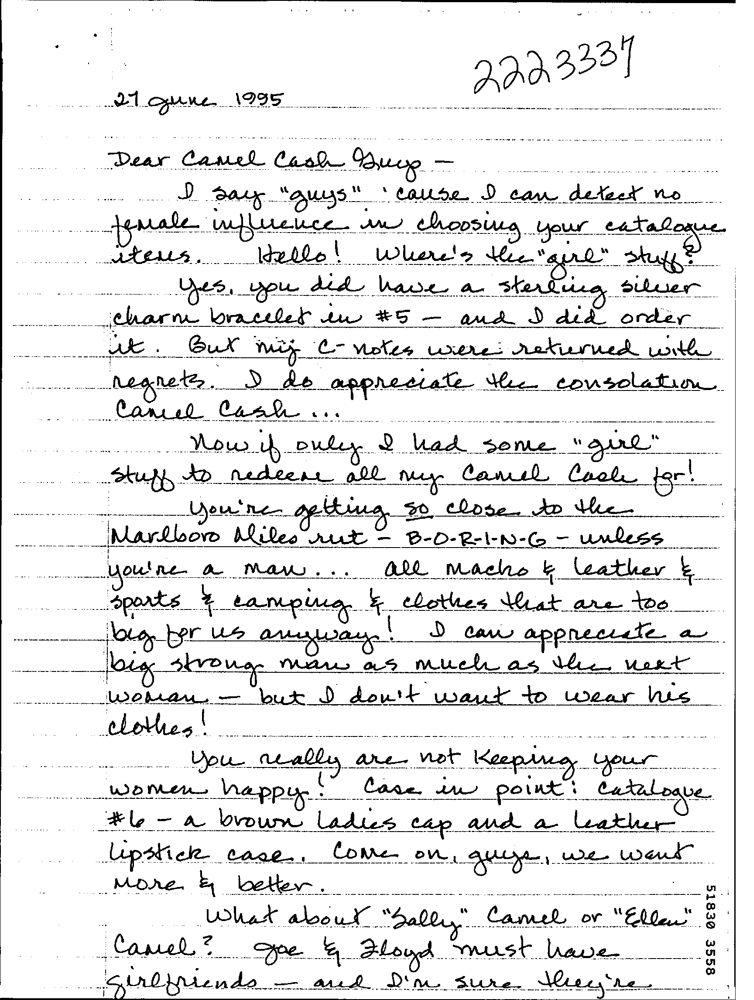 2223337
27 June 1995
Dear Camel Cash Guys —
I say "guys" 'cause I can detect no
female influence in choosing your catalogue
items. Hello! Where's the "girl" stuff?
Yes, you did have a sterling silver
charm bracelet in #5 — and I did order
it. But my C-notes were returned with
regrets. I do appreciate the consolation
Camel Cash ...
Now if only I had some "girl"
stuff to redeem all my Camel Cash for!
You're getting so close to the
Marlboro Miles rut — B-O-R-I-N-G — unless
you're a man ... all macho & leather &
sports & camping & clothes that are too
big for us anyway! I can appreciate a
big strong man as much as the next
woman — but I don't want to wear his
clothes!
You really are not keeping your
women happy! Case in point: Catalogue
#6 — a brown ladies cap and a leather
lipstick case. Come on, guys, we want
more & better.
What about "Sally" Camel or "Ellen"
Camel? Joe & Floyd must have
girlfriends — and I'm sure they're
51830 3558